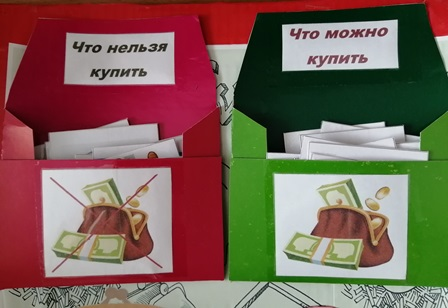 Что нельзя
купить
Что можно
купить